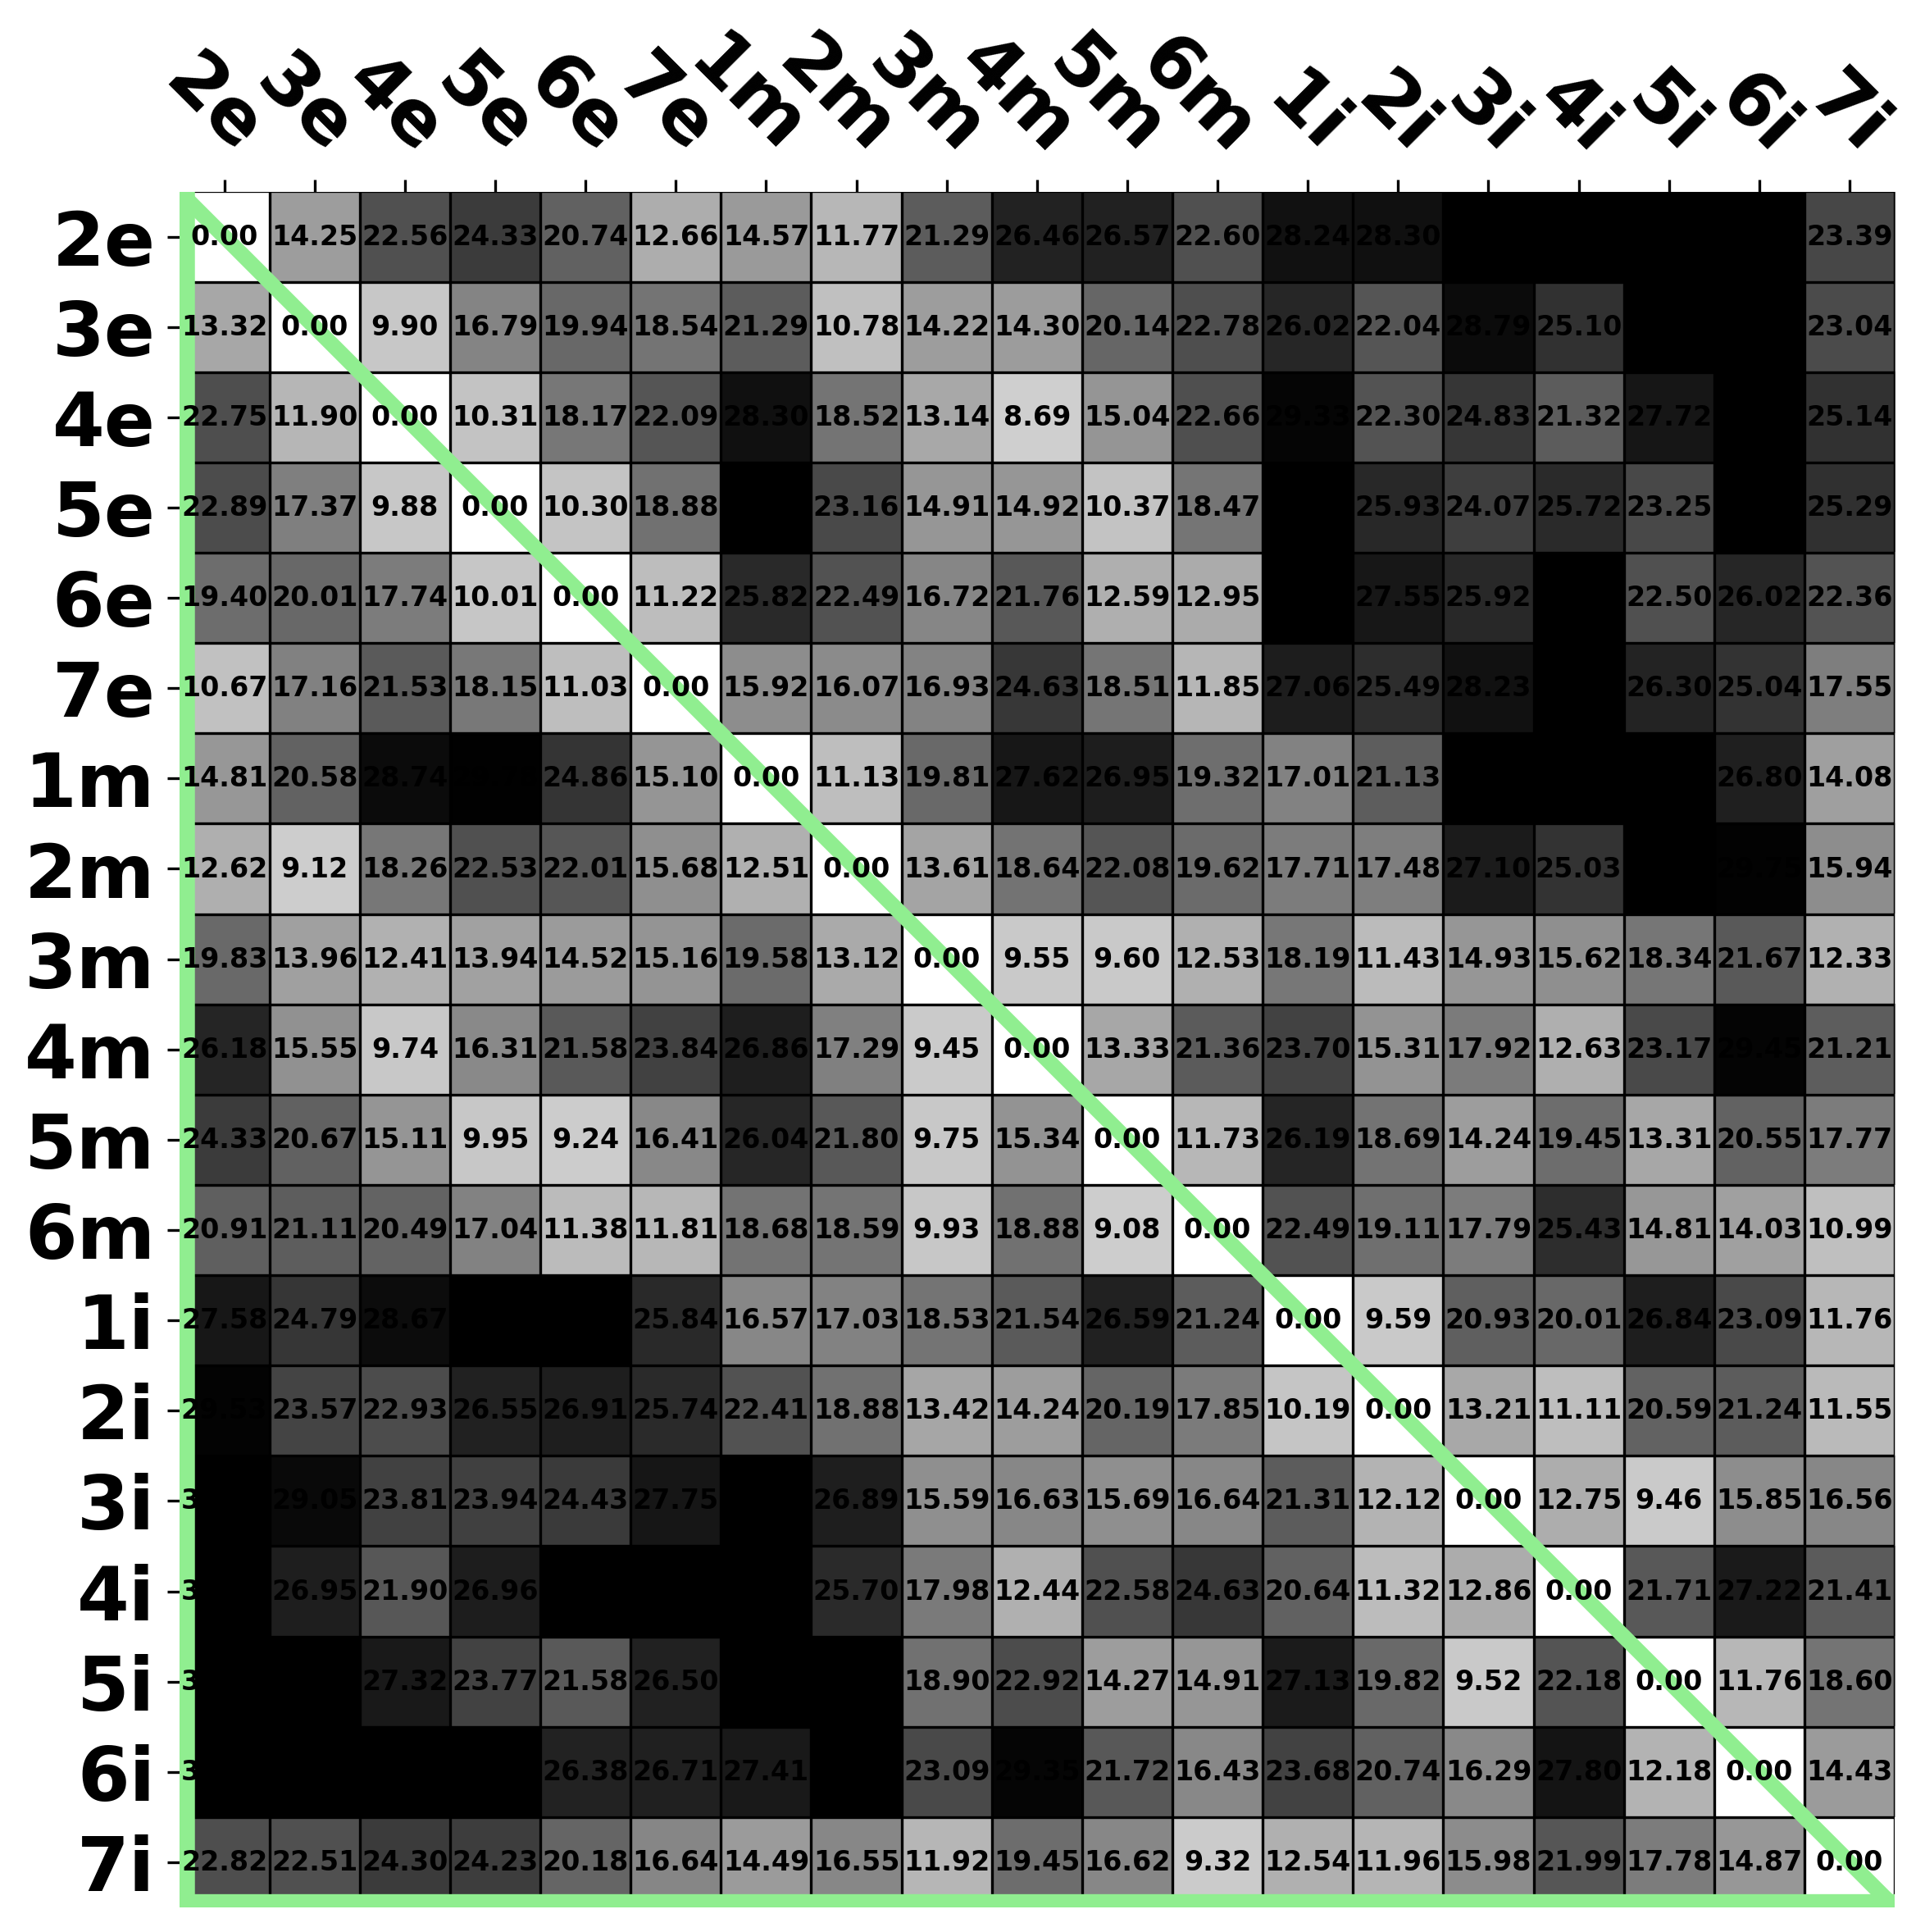 2e 3e 4e 5e 6e 7e 1m 2m 3m 4m 5m 6m 1i 2i 3i 4i 5i 6i 7i
2e 0.00 14.25 22.56 24.33 20.74 12.66 14.57 11.77 21.29 26.46 26.57 22.60 28.24 28.30 23.39
3e 13.32 0.00 9.90 16.79 19.94 18.54 21.29 10.78 14.22 14.30 20.14 22.78 26.02 22.04 28.79 25.10 23.04
4e 22.75 11.90 0.00 10.31 18.17 22.09 28.30 18.52 13.14 8.69 15.04 22.66 29.33 22.30 24.83 21.32 27.72 25.14
5e 22.89 17.37 9.88 0.00 10.30 18.88 23.16 14.91 14.92 10.37 18.47 25.93 24.07 25.72 23.25 25.29
6e 19.40 20.01 17.74 10.01 0.00 11.22 25.82 22.49 16.72 21.76 12.59 12.95 27.55 25.92 22.50 26.02 22.36
7e 10.67 17.16 21.53 18.15 11.03 0.00 15.92 16.07 16.93 24.63 18.51 11.85 27.06 25.49 28.23 26.30 25.04 17.55
1m 14.81 20.58 28.74 24.86 15.10 0.00 11.13 19.81 27.62 26.95 19.32 17.01 21.13 26.80 14.08
2m 12.62 9.12 18.26 22.53 22.01 15.68 12.51 0.00 13.61 18.64 22.08 19.62 17.71 17.48 27.10 25.03 29.75 15.94
3m 19.83 13.96 12.41 13.94 14.52 15.16 19.58 13.12 0.00 9.55 9.60 12.53 18.19 11.43 14.93 15.62 18.34 21.67 12.33
4m 26.18 15.55 9.74 16.31 21.58 23.84 26.86 17.29 9.45 0.00 13.33 21.36 23.70 15.31 17.92 12.63 23.17 29.45 21.21
5m 24.33 20.67 15.11 9.95 9.24 16.41 26.04 21.80 9.75 15.34 0.00 11.73 26.19 18.69 14.24 19.45 13.31 20.55 17.77
6m 20.91 21.11 20.49 17.04 11.38 11.81 18.68 18.59 9.93 18.88 9.08 0.00 22.49 19.11 17.79 25.43 14.81 14.03 10.99
1i 27.58 24.79 28.67 25.84 16.57 17.03 18.53 21.54 26.59 21.24 0.00 9.59 20.93 20.01 26.84 23.09 11.76
2i 29.53 23.57 22.93 26.55 26.91 25.74 22.41 18.88 13.42 14.24 20.19 17.85 10.19 0.00 13.21 11.11 20.59 21.24 11.55
3i 29.05 23.81 23.94 24.43 27.75 26.89 15.59 16.63 15.69 16.64 21.31 12.12 0.00 12.75 9.46 15.85 16.56
4i 26.95 21.90 26.96 25.70 17.98 12.44 22.58 24.63 20.64 11.32 12.86 0.00 21.71 27.22 21.41
5i 27.32 23.77 21.58 26.50 18.90 22.92 14.27 14.91 27.13 19.82 9.52 22.18 0.00 11.76 18.60
6i 26.38 26.71 27.41 23.09 29.35 21.72 16.43 23.68 20.74 16.29 27.80 12.18 0.00 14.43
7i 22.82 22.51 24.30 24.23 20.18 16.64 14.49 16.55 11.92 19.45 16.62 9.32 12.54 11.96 15.98 21.99 17.78 14.87 0.00